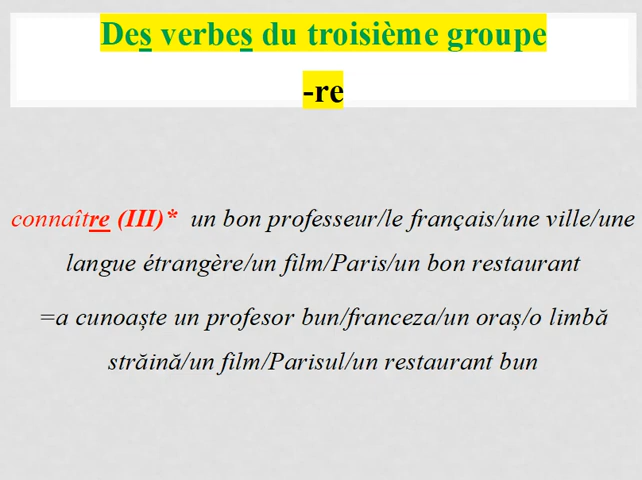 Des verbes du troisième groupe
-re
connaître (III)* un bon professeur/le français/une ville/une
langue étrangère/un film/Paris/un bon restaurant
=a cunoaște un profesor bun/franceza/un oraș/o limbă
străină/un film/Parisul/un restaurant bun